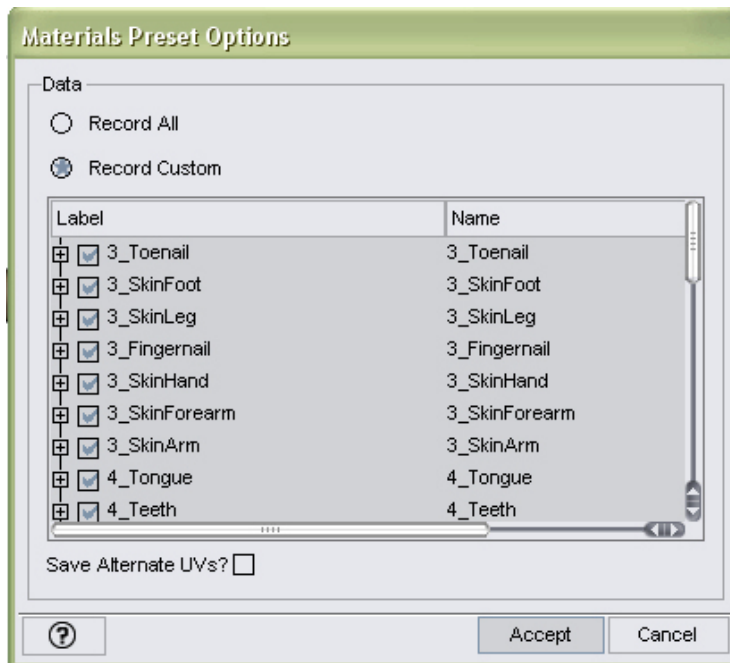 Materials Preset Options
Data
Record All
Record Custom
Label Name
3_Toenail 3_Toenail
3_SkinFoot 3_SkinFoot
3_SkinLeg 3_SkinLeg
3_Fingernail 3_Fingernail
3_SkinHand 3_SkinHand
3_SkinForearm 3_SkinForearm
3_SkinArm 3_SkinArm
4_Tongue 4_Tongue
4_Teeth 4_Teeth
Save Alternate UVs?
? Accept Cancel